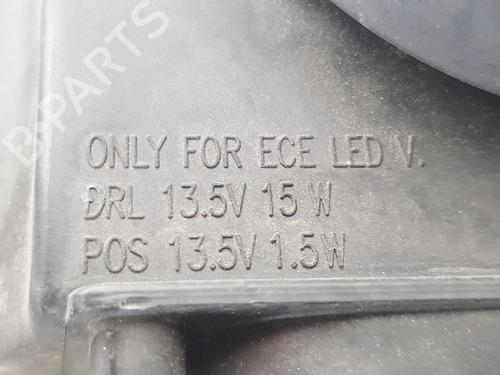 B-PARTS
ONLY FOR ECE LED V.
DRL 13.5V 15 W
POS 13.5V 1.5W